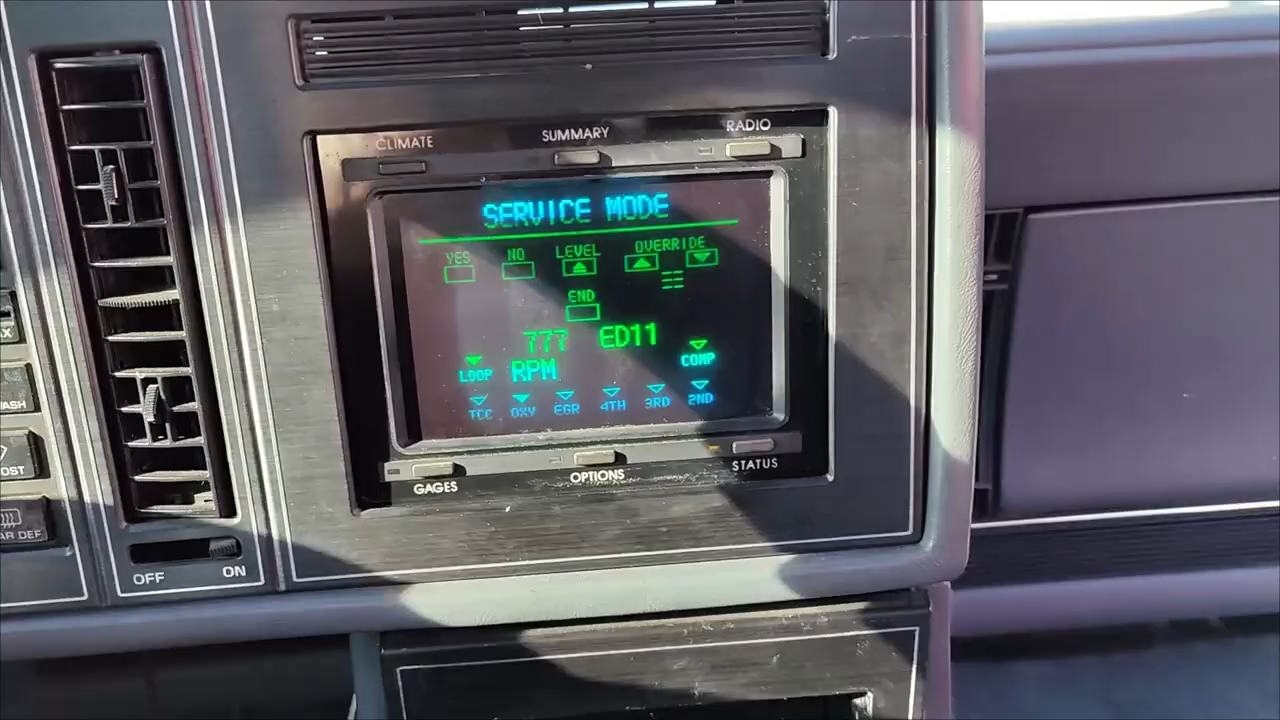 CLIMATE SUMMARY RADIO
SERVICE MODE
YES NO LEVEL OVERRIDE
END
777 ED11
LOOP RPM COMP
TCC OXY EGR 4TH 3RD 2ND
GAGES OPTIONS STATUS
OFF ON